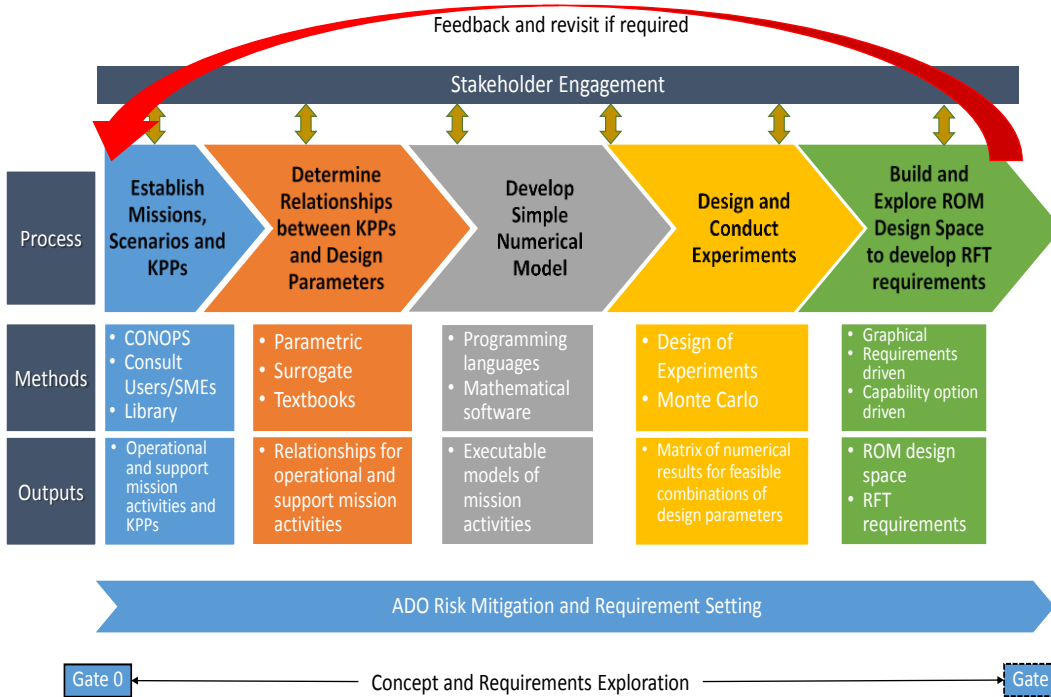 Feedback and revisit if required
Stakeholder Engagement
Process
Establish
Missions,
Scenarios and
KPPs
Determine
Relationships
between KPPs
and Design
Parameters
Develop
Simple
Numerical
Model
Design and
Conduct
Experiments
Build and
Explore ROM
Design Space
to develop RFT
requirements
Methods
• CONOPS
• Consult
Users/SMEs
• Library
• Parametric
• Surrogate
• Textbooks
• Programming
languages
• Mathematical
software
• Design of
Experiments
• Monte Carlo
• Graphical
• Requirements
driven
• Capability option
driven
Outputs
• Operational
and support
mission
activities and
KPPs
• Relationships for
operational and
support mission
activities
• Executable
models of
mission
activities
• Matrix of numerical
results for feasible
combinations of
design parameters
• ROM design
space
• RFT
requirements
ADO Risk Mitigation and Requirement Setting
Gate 0
Concept and Requirements Exploration
Gate